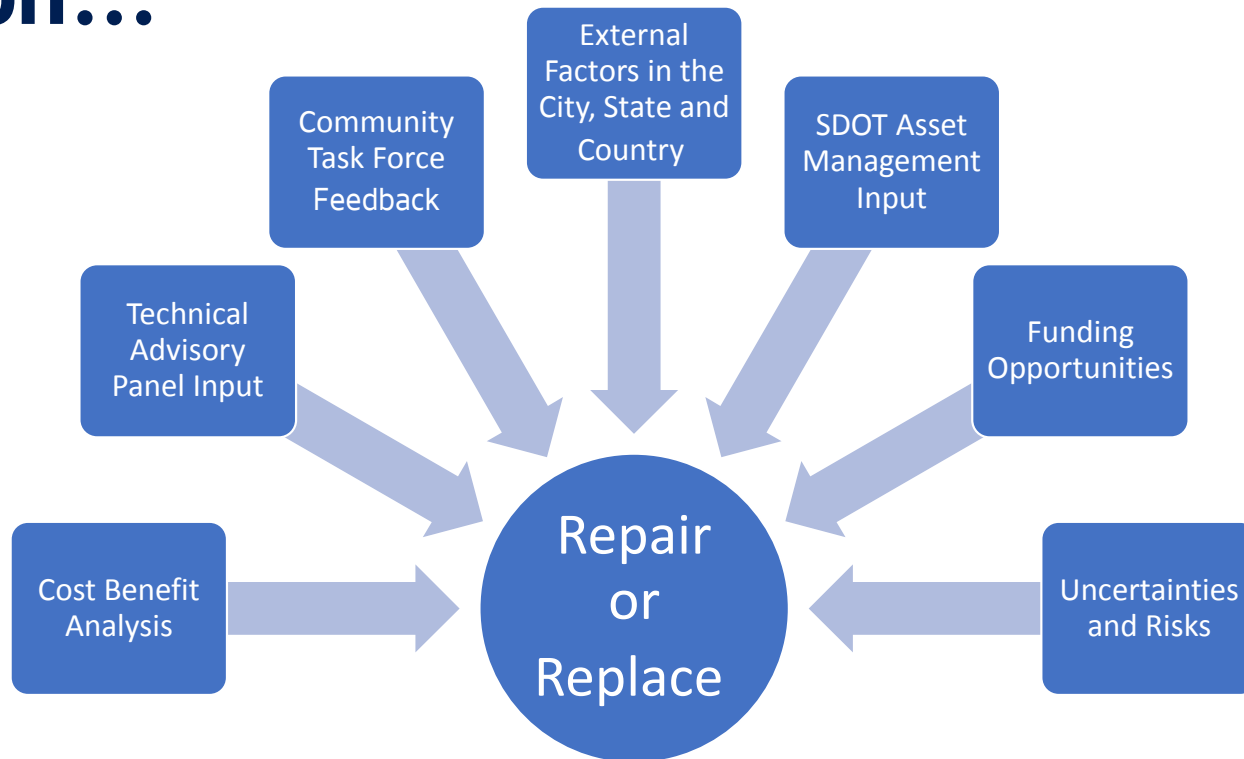 on…
External
Factors in the
City, State and
Country
Community
Task Force
Feedback
SDOT Asset
Management
Input
Technical
Advisory
Panel Input
Funding
Opportunities
Cost Benefit
Analysis
Repair
or
Replace
Uncertainties
and Risks